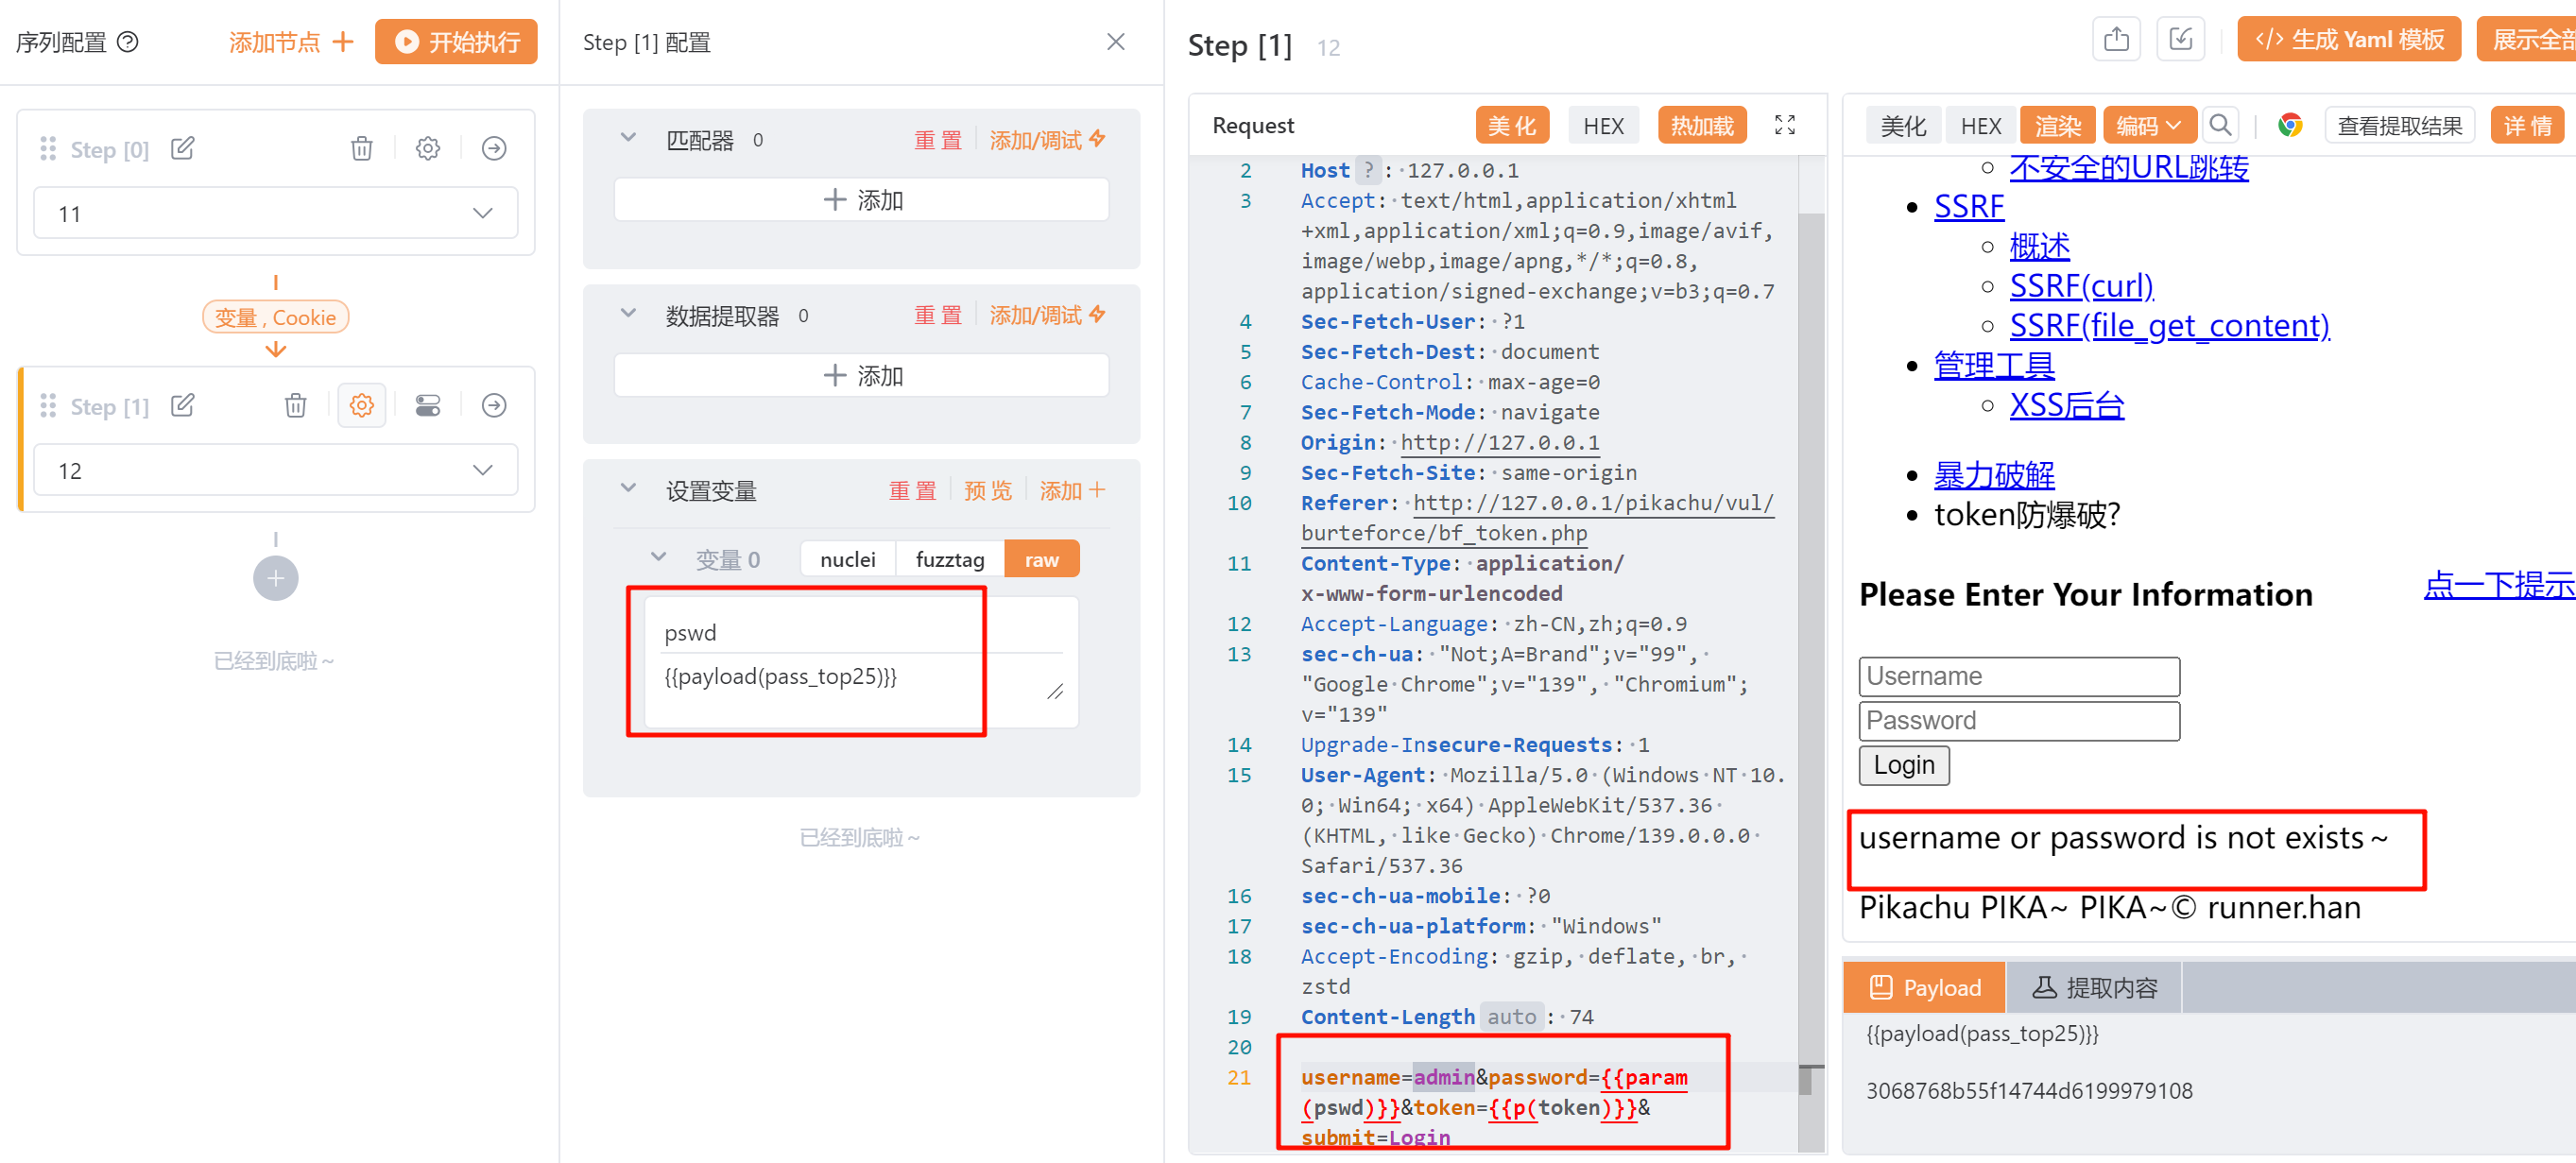 序列配置
添加节点
开始执行
Step [0]
11
变量 , Cookie
Step [1]
12
已经到底啦～
Step [1] 配置
匹配器 0
重 置
添加/调试
添加
数据提取器 0
重 置
添加/调试
添加
设置变量
重 置
预 览
添加
变量 0
nuclei
fuzztag
raw
pswd
{{payload(pass_top25)}}
已经到底啦～
Step [1] 12
</> 生成 Yaml 模板
展示全部
Request
美 化
HEX
热加载
2 Host ? : 127.0.0.1
3 Accept: text/html,application/xhtml
+xml,application/xml;q=0.9,image/avif,
image/webp,image/apng,*/*;q=0.8,
application/signed-exchange;v=b3;q=0.7
4 Sec-Fetch-User: ?1
5 Sec-Fetch-Dest: document
6 Cache-Control: max-age=0
7 Sec-Fetch-Mode: navigate
8 Origin: http://127.0.0.1
9 Sec-Fetch-Site: same-origin
10 Referer: http://127.0.0.1/pikachu/vul/
burteforce/bf_token.php
11 Content-Type: application/
x-www-form-urlencoded
12 Accept-Language: zh-CN,zh;q=0.9
13 sec-ch-ua: "Not;A=Brand";v="99",
"Google Chrome";v="139", "Chromium";
v="139"
14 Upgrade-Insecure-Requests: 1
15 User-Agent: Mozilla/5.0 (Windows NT 10.
0; Win64; x64) AppleWebKit/537.36
(KHTML, like Gecko) Chrome/139.0.0.0
Safari/537.36
16 sec-ch-ua-mobile: ?0
17 sec-ch-ua-platform: "Windows"
18 Accept-Encoding: gzip, deflate, br,
zstd
19 Content-Length auto : 74
20
21 username=admin&password={{param
(pswd)}}&token={{p(token)}}&
submit=Login
美化
HEX
渲染
编码
查看提取结果
详 情
不安全的URL跳转
SSRF
概述
SSRF(curl)
SSRF(file_get_content)
管理工具
XSS后台
暴力破解
token防爆破?
点一下提示
Please Enter Your Information
Username
Password
Login
username or password is not exists～
Pikachu PIKA~ PIKA~© runner.han
Payload
提取内容
{{payload(pass_top25)}}
3068768b55f14744d6199979108